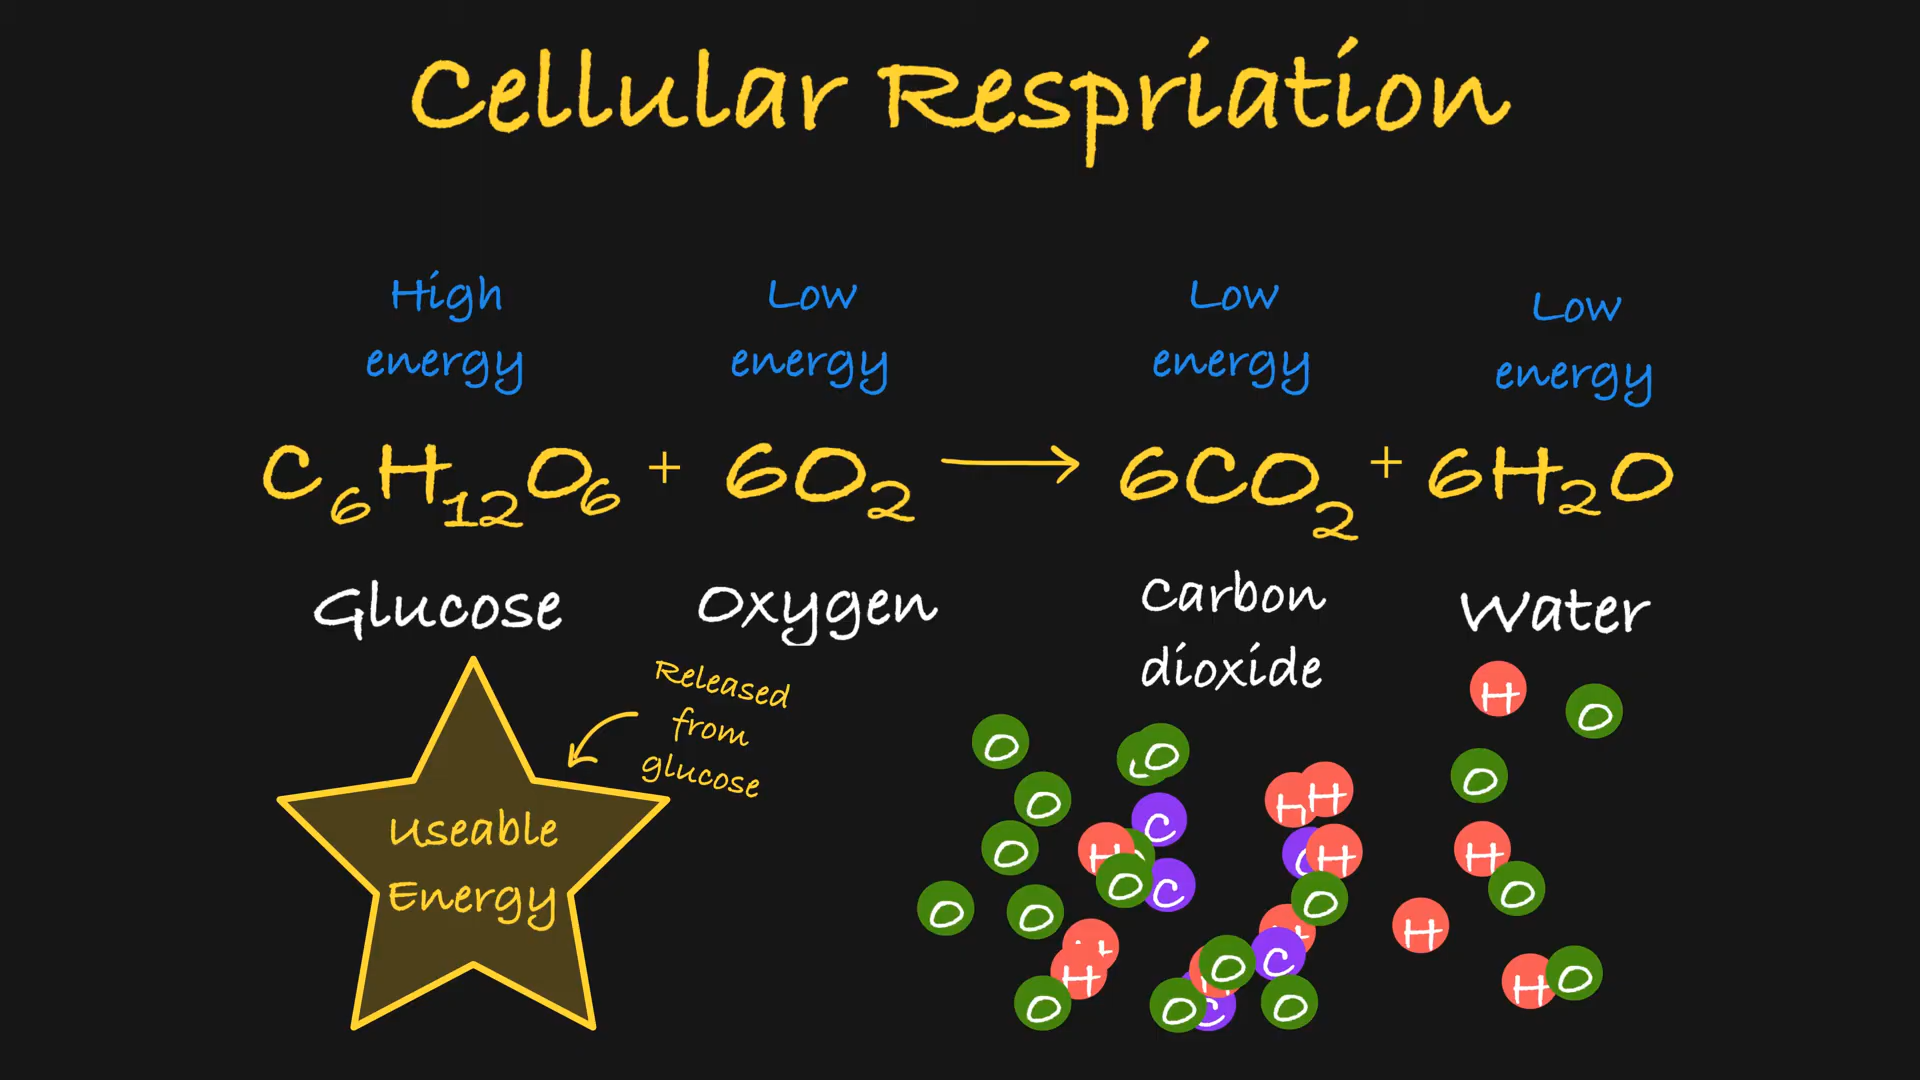 Cellular Respriation
High energy
Low energy
Low energy
Low energy
C₆H₁₂O₆ + 6O₂ → 6CO₂ + 6H₂O
Glucose
Oxygen
Carbon dioxide
Water
Released
from
glucose
Useable
Energy
H
O
O
O
O
O
C
H
H
O
H
O
C
H
H
O
C
O
O
O
O
H
O
H
C
H
O
O
C
O
H
O